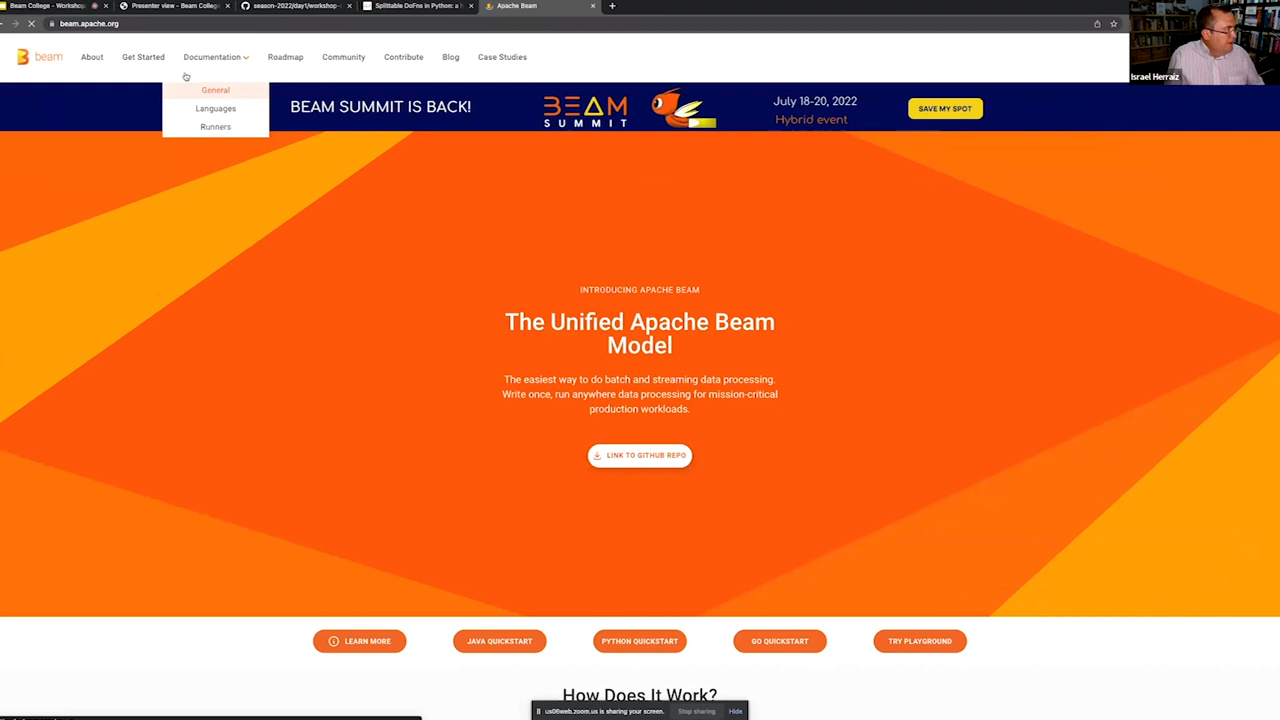 Beam College - Workshop
Presenter view - Beam Colleg
season-2022/day1/workshop-
Splittable DoFns in Python: a
Apache Beam
beam.apache.org
beam
About
Get Started
Documentation
Roadmap
Community
Contribute
Blog
Case Studies
Israel Herraiz
General
Languages
Runners
BEAM SUMMIT IS BACK!
BEAM
SUMMIT
July 18-20, 2022
Hybrid event
SAVE MY SPOT
INTRODUCING APACHE BEAM
The Unified Apache Beam
Model
The easiest way to do batch and streaming data processing.
Write once, run anywhere data processing for mission-critical
production workloads.
LINK TO GITHUB REPO
LEARN MORE
JAVA QUICKSTART
PYTHON QUICKSTART
GO QUICKSTART
TRY PLAYGROUND
How Does It Work?
us06web.zoom.us is sharing your screen.
Stop sharing
Hide